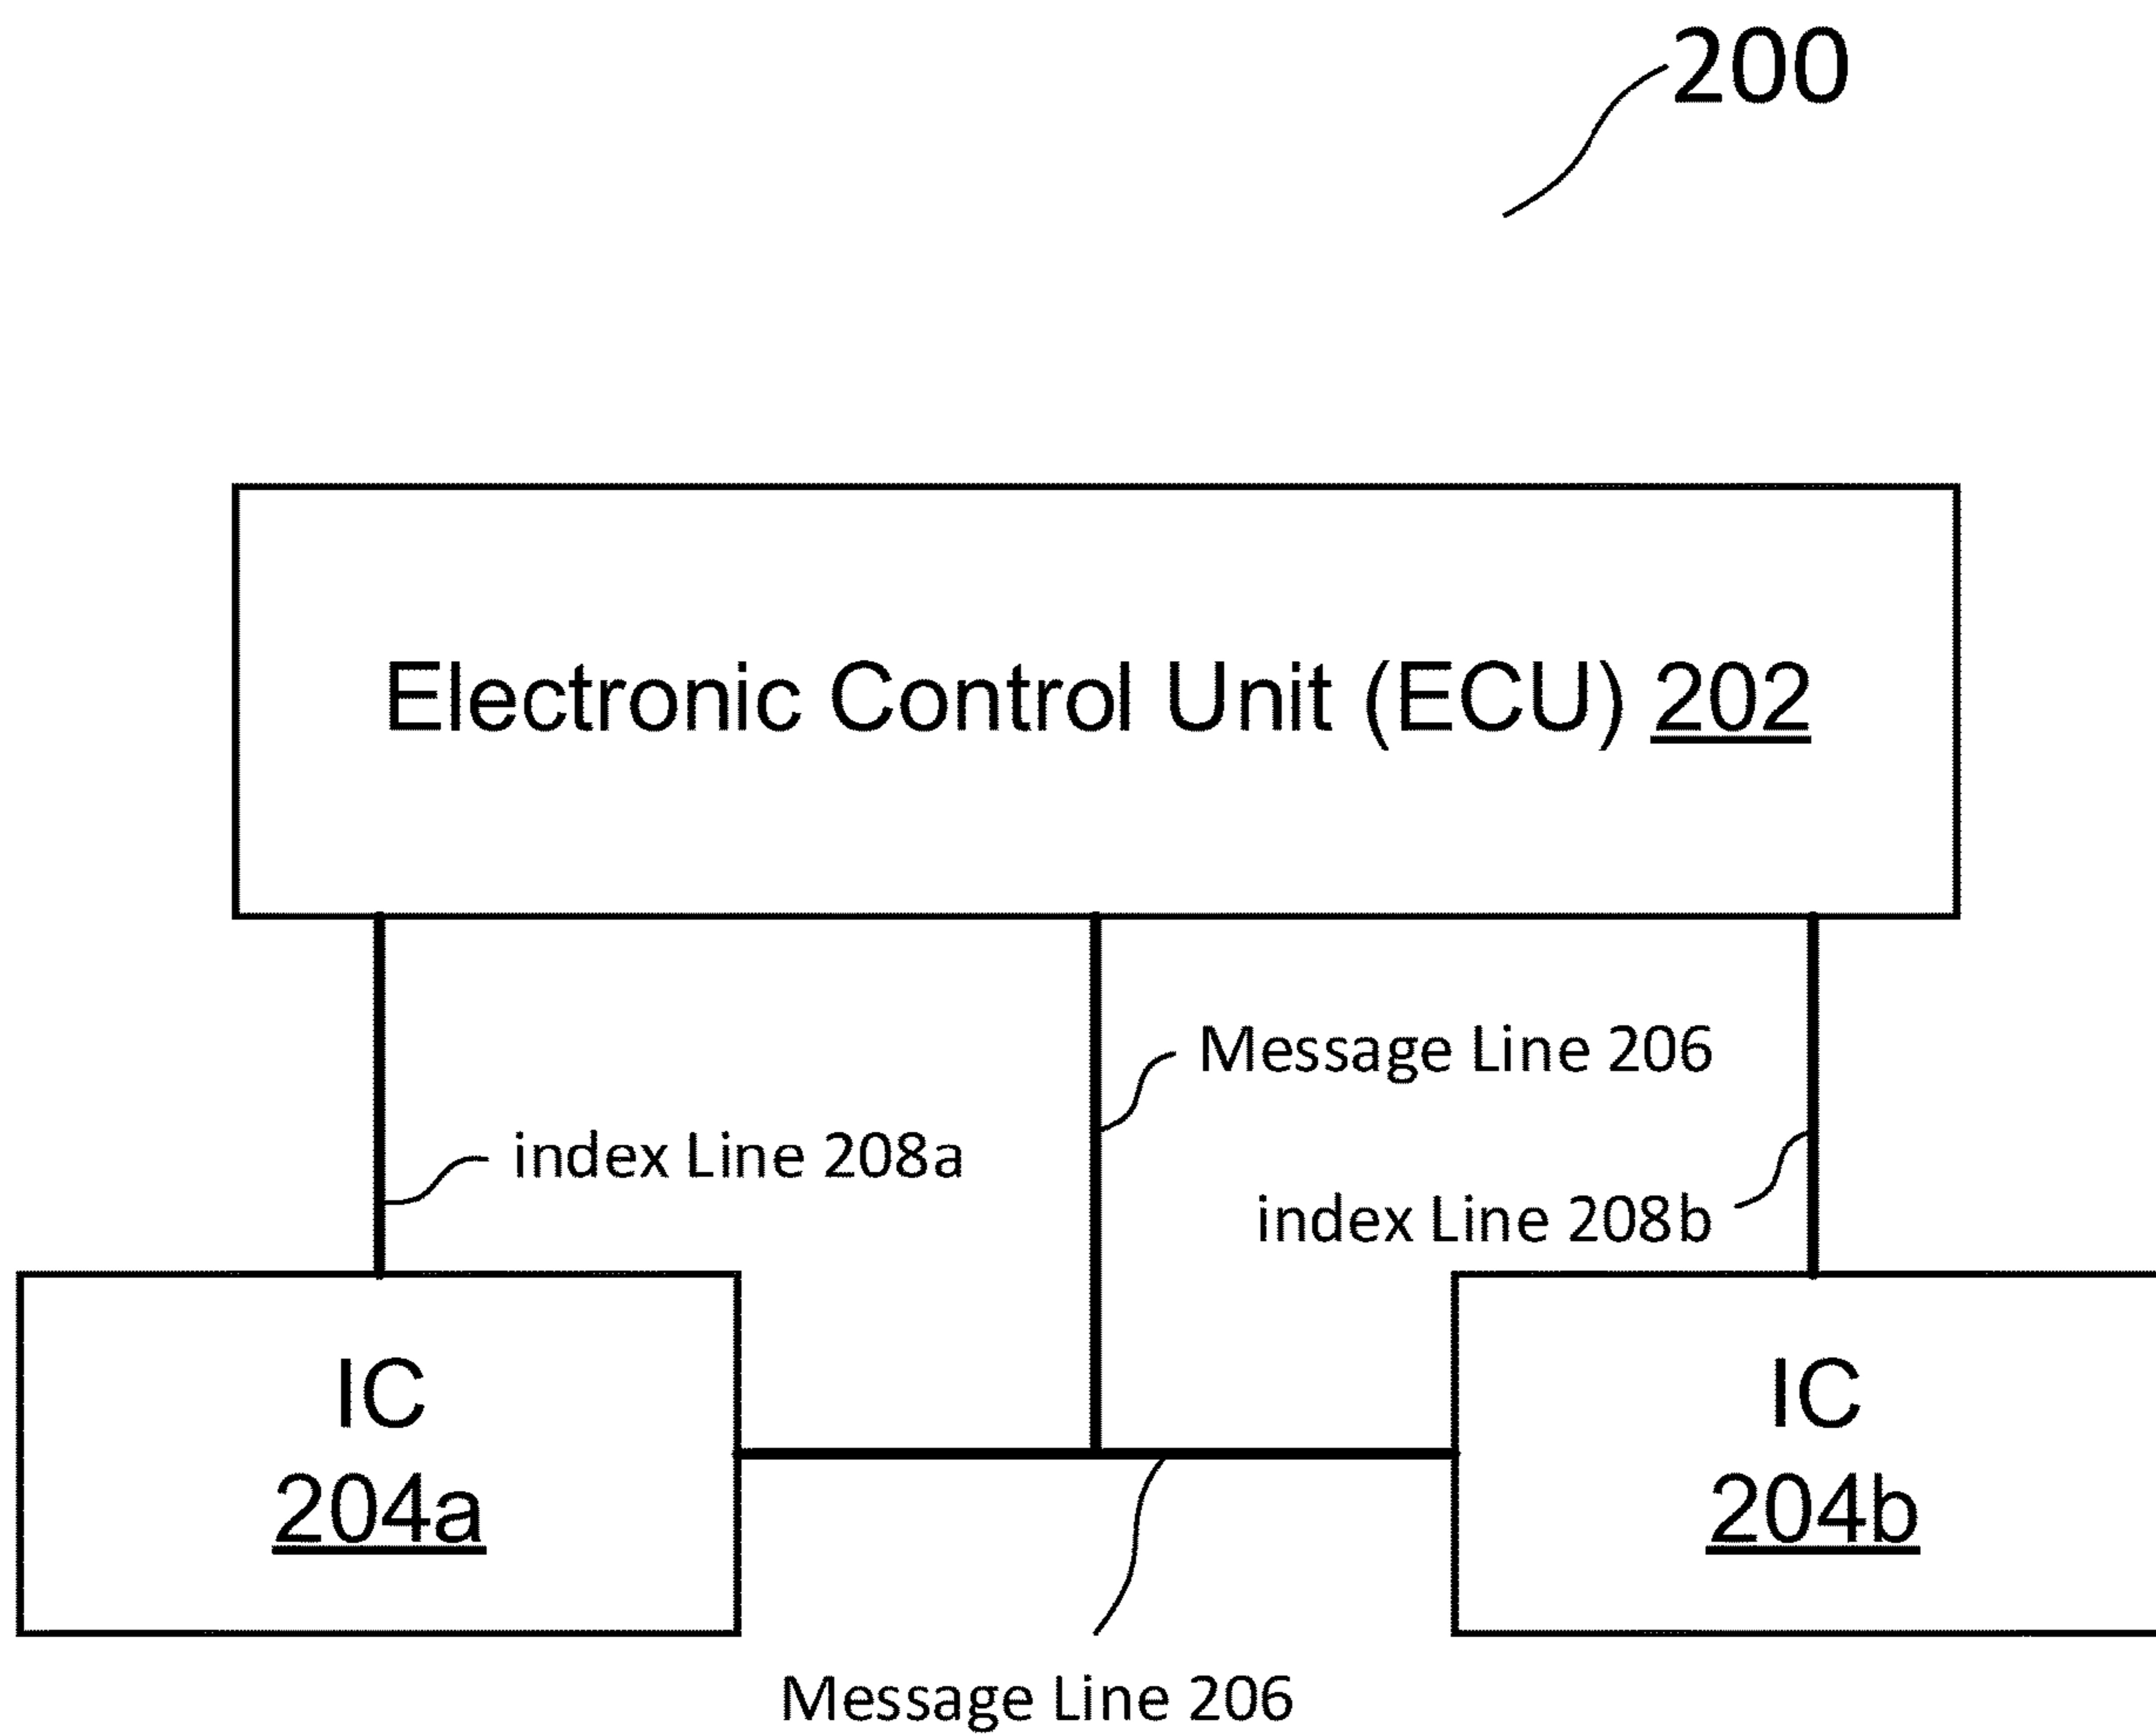 200
Electronic Control Unit (ECU) 202
Message Line 206
index Line 208a
index Line 208b
IC
204a
IC
204b
Message Line 206